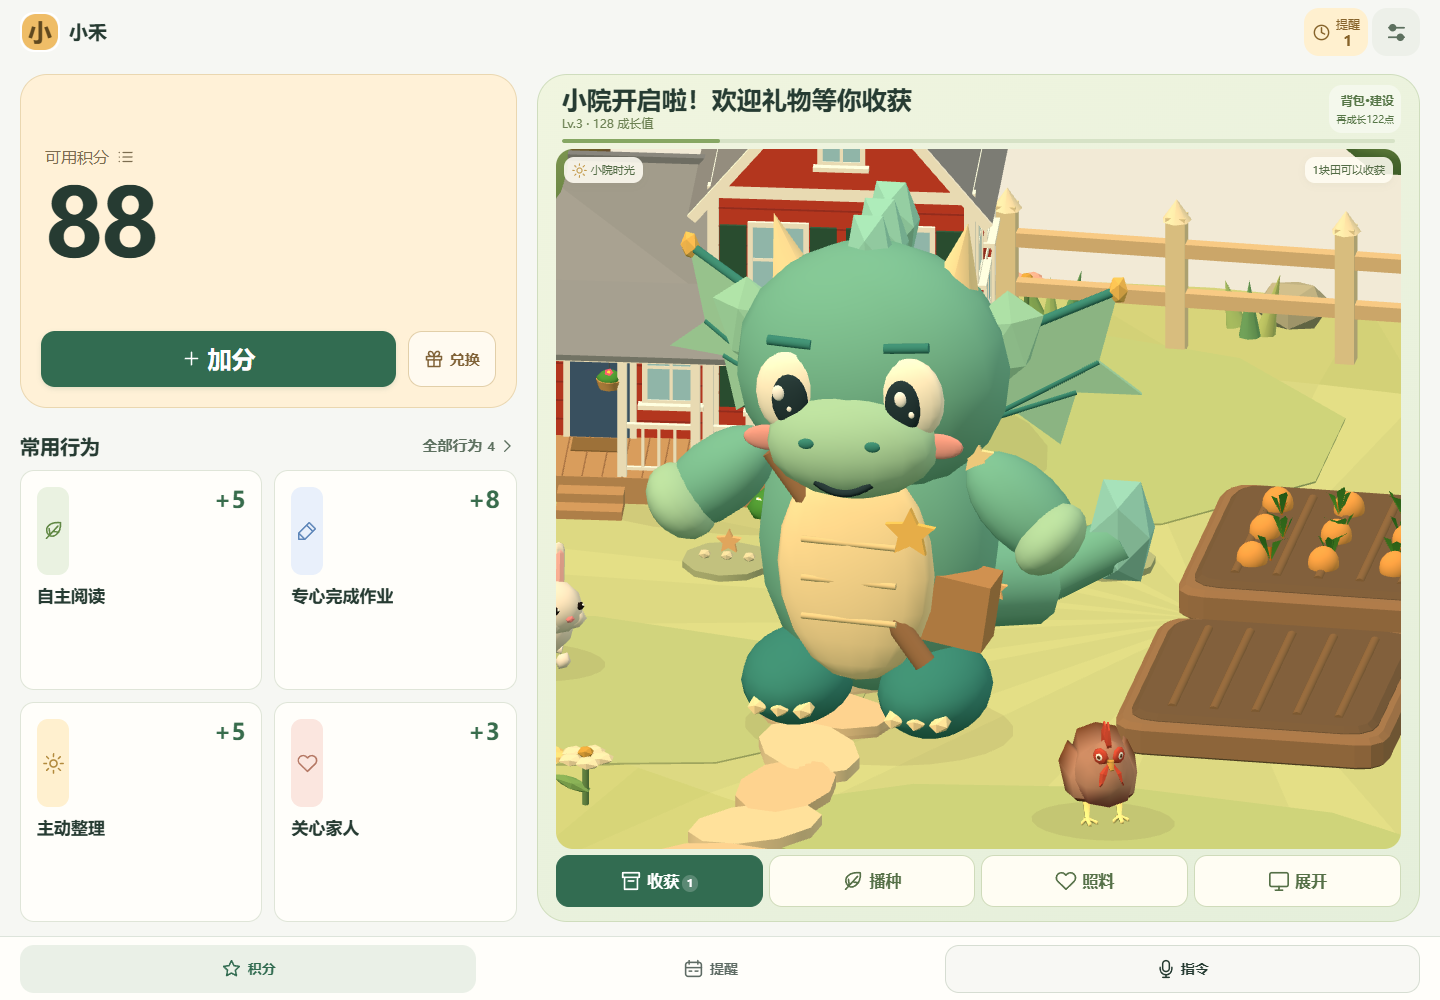 小 小禾
提醒
1
可用积分
88
+ 加分
兑换
常用行为
全部行为 4
+5
自主阅读
+8
专心完成作业
+5
主动整理
+3
关心家人
小院开启啦！欢迎礼物等你收获
Lv.3 · 128 成长值
背包•建设
再成长122点
小院时光
1块田可以收获
收获 1
播种
照料
展开
积分
提醒
指令